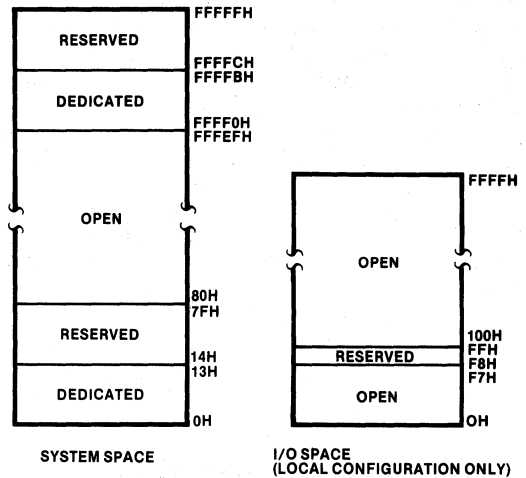 FFFFFH
RESERVED
FFFFCH
FFFFBH
DEDICATED
FFFF0H
FFFEFH
OPEN
80H
7FH
RESERVED
14H
13H
DEDICATED
0H
SYSTEM SPACE
FFFFH
OPEN
100H
FFH
RESERVED
F8H
F7H
OPEN
0H
I/O SPACE
(LOCAL CONFIGURATION ONLY)